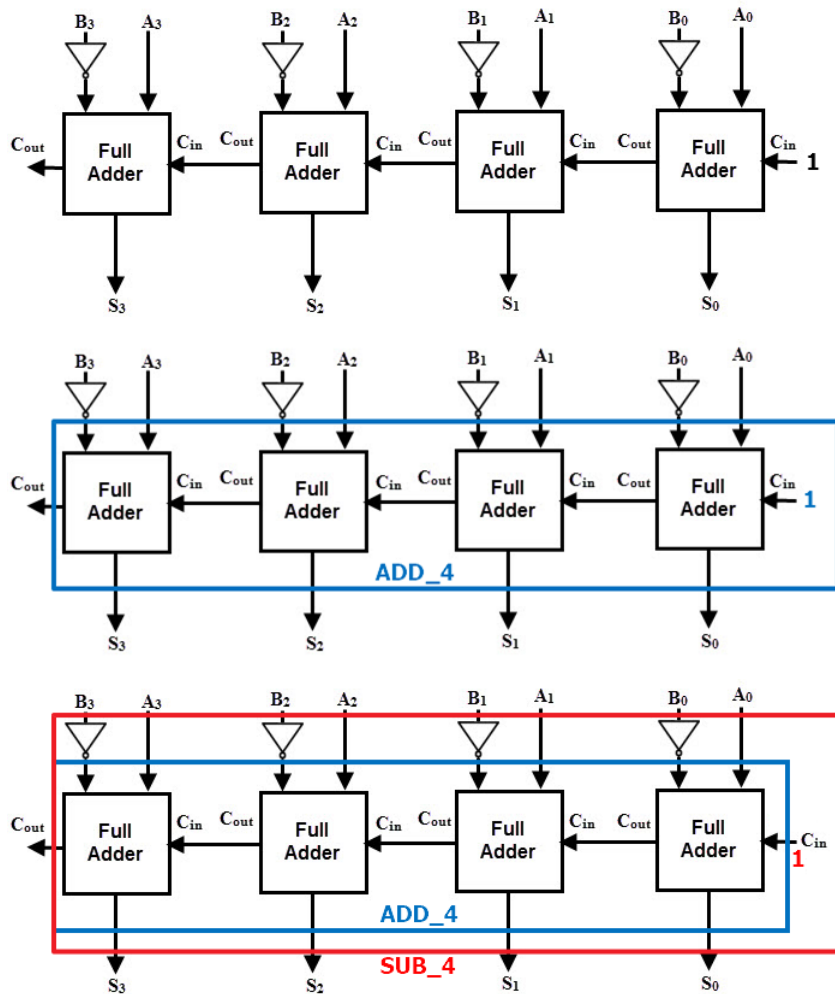 B₃ A₃ B₂ A₂ B₁ A₁ B₀ A₀
Cout Full Adder Cin Cout Full Adder Cin Cout Full Adder Cin Cout Full Adder Cin 1
S₃ S₂ S₁ S₀
B₃ A₃ B₂ A₂ B₁ A₁ B₀ A₀
Cout Full Adder Cin Cout Full Adder Cin Cout Full Adder Cin Cout Full Adder Cin 1
ADD_4
S₃ S₂ S₁ S₀
B₃ A₃ B₂ A₂ B₁ A₁ B₀ A₀
Cout Full Adder Cin Cout Full Adder Cin Cout Full Adder Cin Cout Full Adder Cin
1
ADD_4
SUB_4
S₃ S₂ S₁ S₀